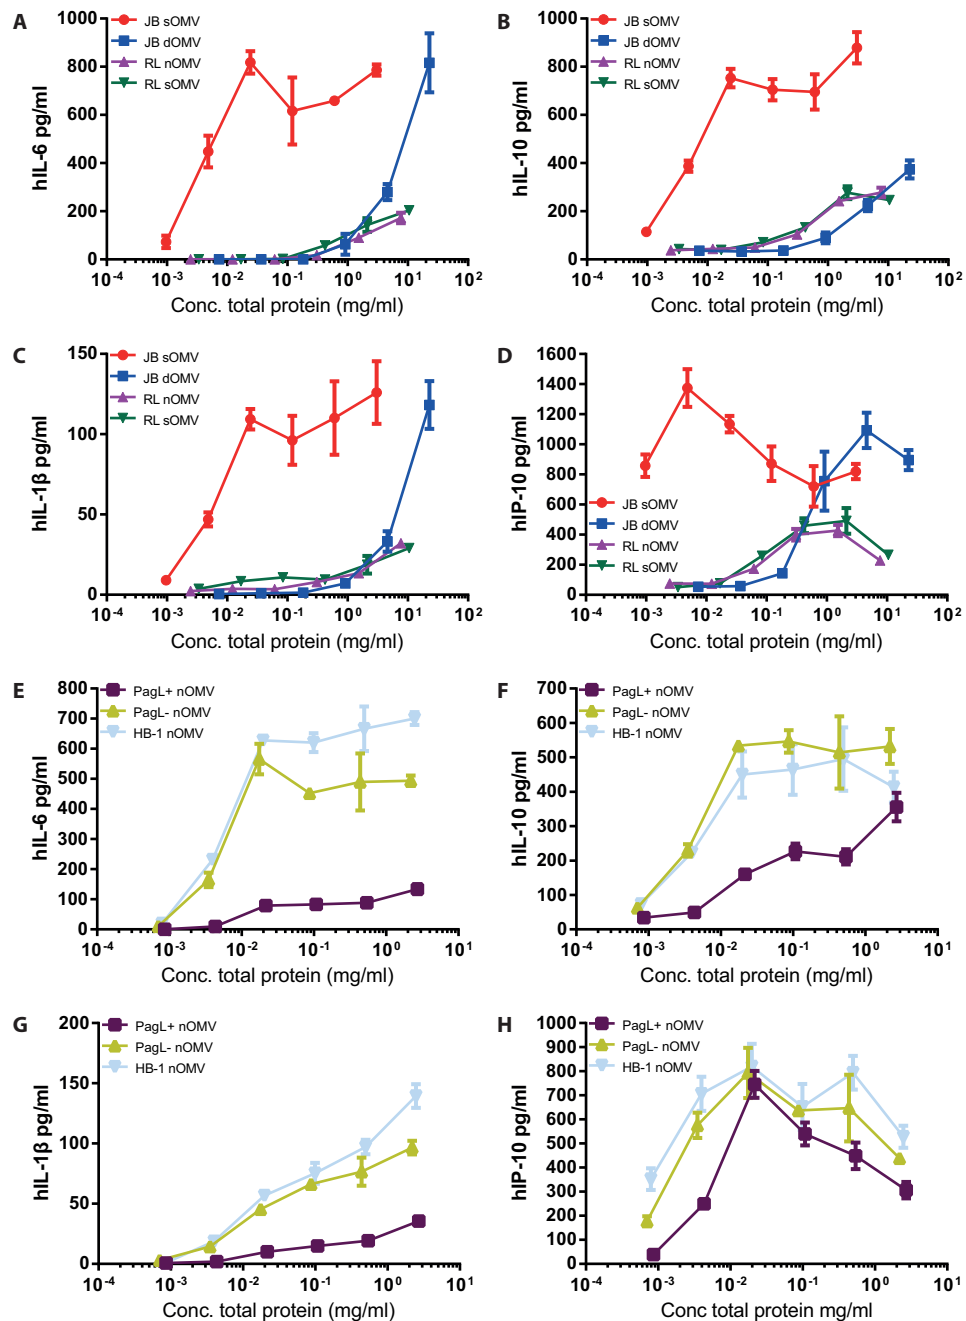 A
hIL-6 pg/ml
1000
800
600
400
200
0
JB sOMV
JB dOMV
RL nOMV
RL sOMV
10-4 10-3 10-2 10-1 100 101 102
Conc. total protein (mg/ml)
B
hIL-10 pg/ml
1000
800
600
400
200
0
JB sOMV
JB dOMV
RL nOMV
RL sOMV
10-4 10-3 10-2 10-1 100 101 102
Conc. total protein (mg/ml)
C
hIL-1β pg/ml
150
100
50
0
JB sOMV
JB dOMV
RL nOMV
RL sOMV
10-4 10-3 10-2 10-1 100 101 102
Conc. total protein (mg/ml)
D
hIP-10 pg/ml
1600
1400
1200
1000
800
600
400
200
0
JB sOMV
JB dOMV
RL nOMV
RL sOMV
10-4 10-3 10-2 10-1 100 101 102
Conc. total protein (mg/ml)
E
hIL-6 pg/ml
800
700
600
500
400
300
200
100
0
PagL+ nOMV
PagL- nOMV
HB-1 nOMV
10-4 10-3 10-2 10-1 100 101
Conc. total protein (mg/ml)
F
hIL-10 pg/ml
700
600
500
400
300
200
100
0
PagL+ nOMV
PagL- nOMV
HB-1 nOMV
10-4 10-3 10-2 10-1 100 101
Conc. total protein (mg/ml)
G
hIL-1β pg/ml
200
150
100
50
0
PagL+ nOMV
PagL- nOMV
HB-1 nOMV
10-4 10-3 10-2 10-1 100 101
Conc. total protein (mg/ml)
H
hIP-10 pg/ml
1000
900
800
700
600
500
400
300
200
100
0
PagL+ nOMV
PagL- nOMV
HB-1 nOMV
10-4 10-3 10-2 10-1 100 101
Conc total protein mg/ml